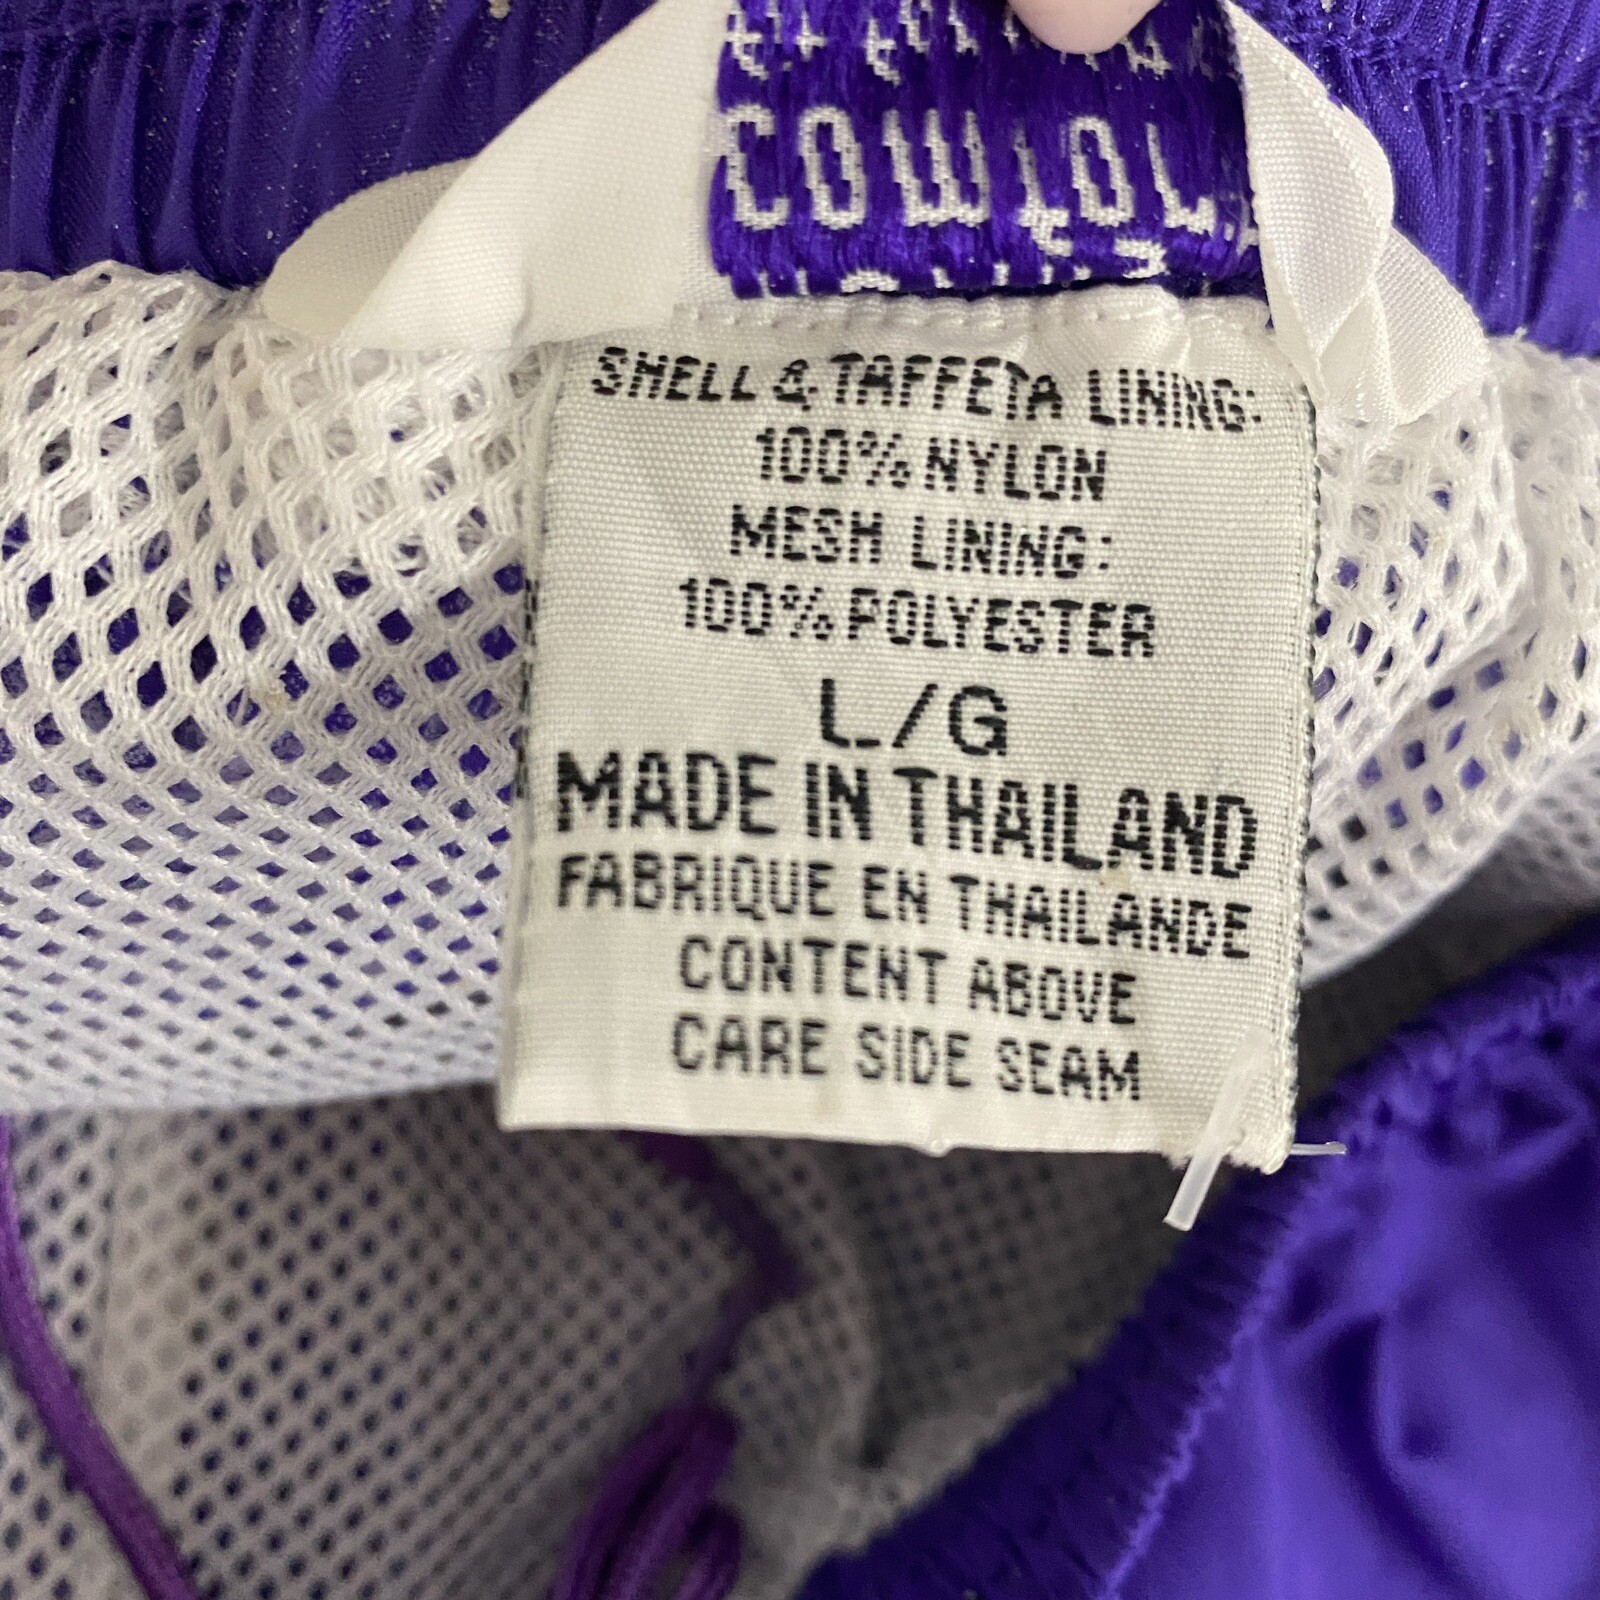 SHELL & TAFFETA LINING:
100% NYLON
MESH LINING:
100% POLYESTER
L/G
MADE IN THAILAND
FABRIQUE EN THAILANDE
CONTENT ABOVE
CARE SIDE SEAM